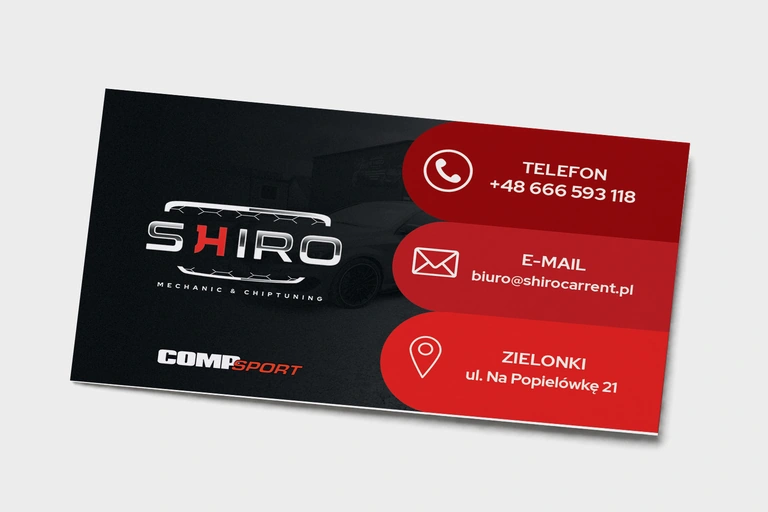 SHIRO
MECHANIC & CHIPTUNING
COMPSPORT
TELEFON
+48 666 593 118
E-MAIL
biuro@shirocarrent.pl
ZIELONKI
ul. Na Popielówkę 21